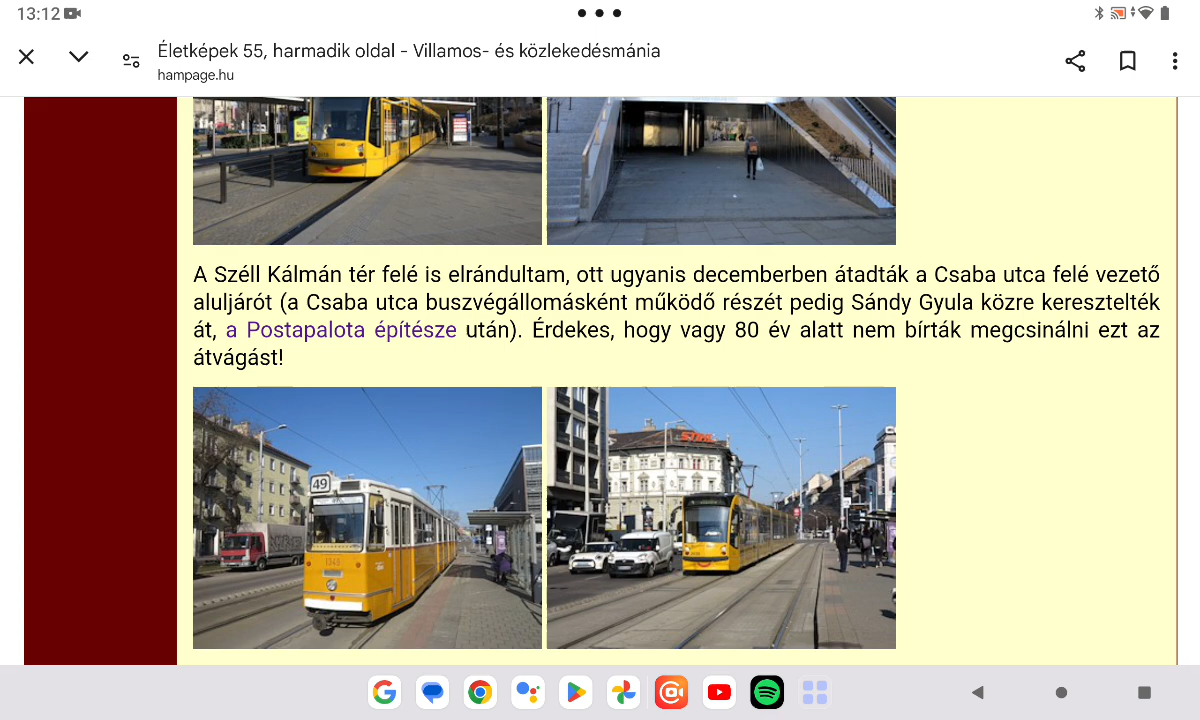 13:12
Életképek 55, harmadik oldal - Villamos- és közlekedésmánia
hampage.hu
A Széll Kálmán tér felé is elrándultam, ott ugyanis decemberben átadták a Csaba utca felé vezető
aluljárót (a Csaba utca buszvégállomásként működő részét pedig Sándy Gyula közre keresztelték
át, a Postapalota építésze után). Érdekes, hogy vagy 80 év alatt nem bírták megcsinálni ezt az
átvágást!
49
1345
STIHL